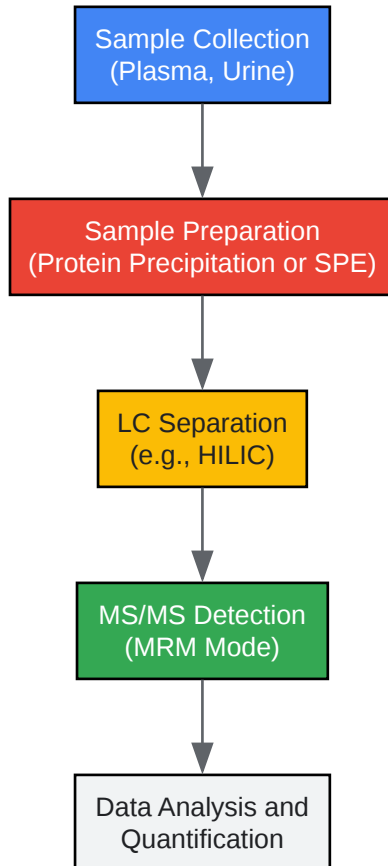 Sample Collection
(Plasma, Urine)
Sample Preparation
(Protein Precipitation or SPE)
LC Separation
(e.g., HILIC)
MS/MS Detection
(MRM Mode)
Data Analysis and
Quantification